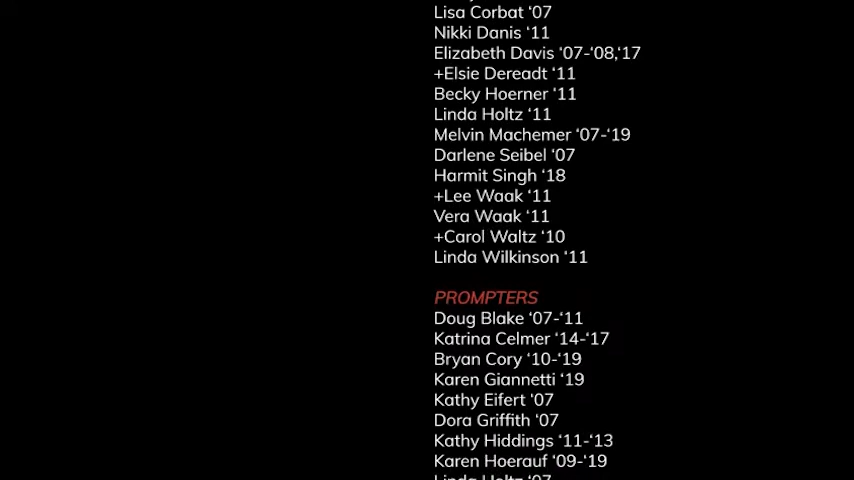 Lisa Corbat ‘07
Nikki Danis ‘11
Elizabeth Davis ‘07-‘08,‘17
+Elsie Dereadt ‘11
Becky Hoerner ‘11
Linda Holtz ‘11
Melvin Machemer ‘07-‘19
Darlene Seibel ‘07
Harmit Singh ‘18
+Lee Waak ‘11
Vera Waak ‘11
+Carol Waltz ‘10
Linda Wilkinson ‘11
PROMPTERS
Doug Blake ‘07-‘11
Katrina Celmer ‘14-‘17
Bryan Cory ‘10-‘19
Karen Giannetti ‘19
Kathy Eifert ‘07
Dora Griffith ‘07
Kathy Hiddings ‘11-‘13
Karen Hoerauf ‘09-‘19
Linda Holtz ‘07